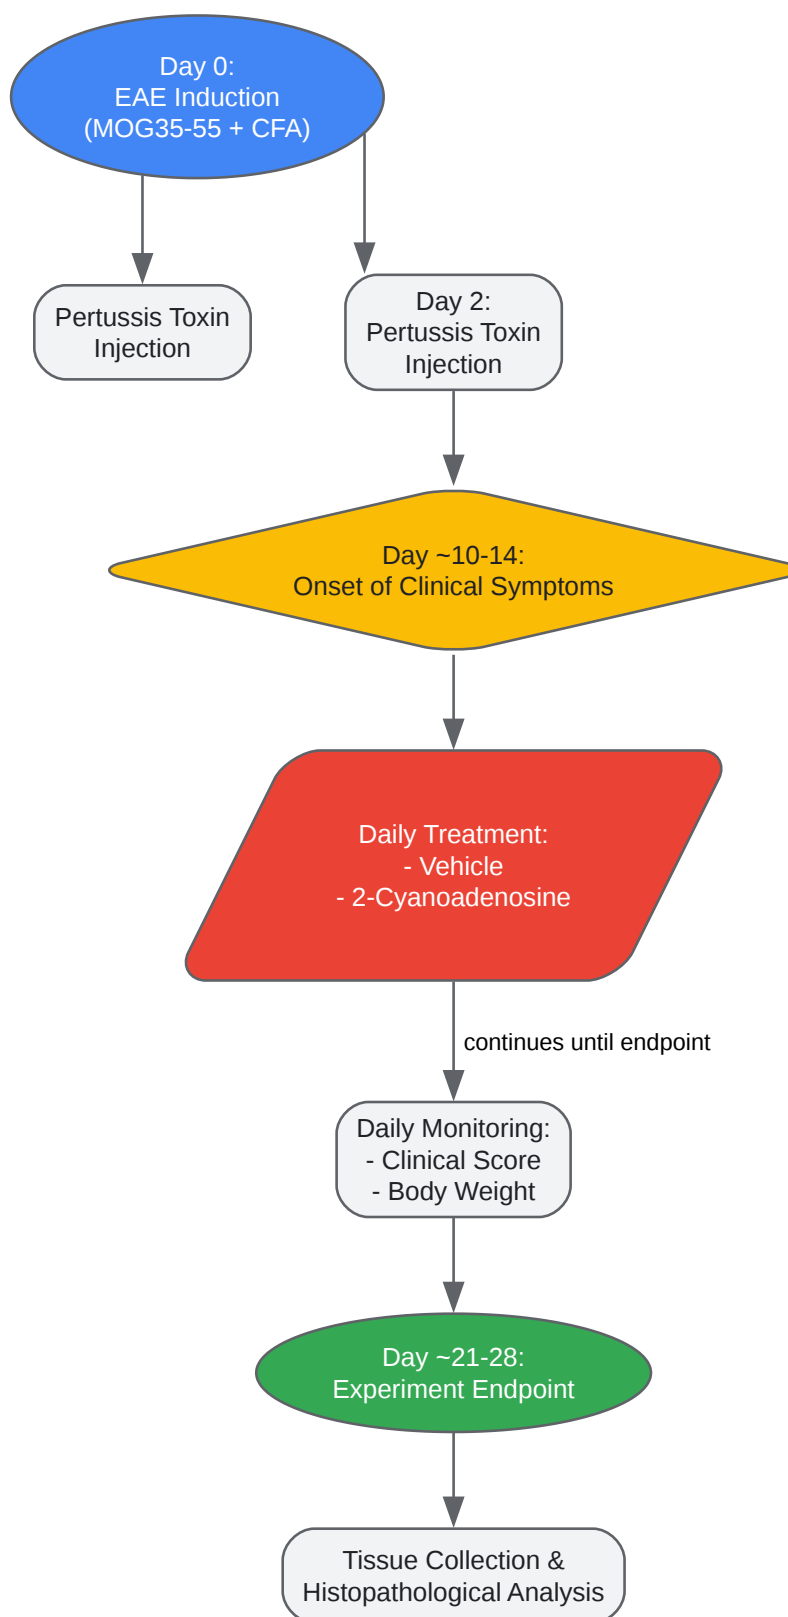 Day 0:
EAE Induction
(MOG35-55 + CFA)
Pertussis Toxin
Injection
Day 2:
Pertussis Toxin
Injection
Day ~10-14:
Onset of Clinical Symptoms
Daily Treatment:
- Vehicle
- 2-Cyanoadenosine
continues until endpoint
Daily Monitoring:
- Clinical Score
- Body Weight
Day ~21-28:
Experiment Endpoint
Tissue Collection &
Histopathological Analysis